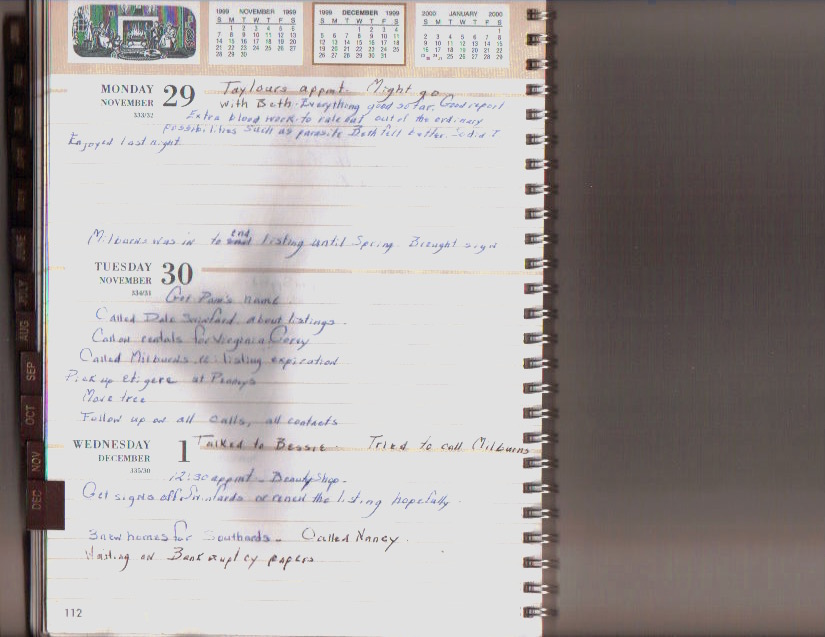 1999 NOVEMBER 1999
S M T W T F S
1 2 3 4 5 6
7 8 9 10 11 12 13
14 15 16 17 18 19 20
21 22 23 24 25 26 27
28 29 30
1999 DECEMBER 1999
S M T W T F S
1 2 3 4
5 6 7 8 9 10 11
12 13 14 15 16 17 18
19 20 21 22 23 24 25
26 27 28 29 30 31
2000 JANUARY 2000
S M T W T F S
1
2 3 4 5 6 7 8
9 10 11 12 13 14 15
16 17 18 19 20 21 22
23 24 25 26 27 28 29
30 31
MONDAY 29 Taylours appmt. Might go
NOVEMBER with Beth. Everything good so far. Good report
333/32 Extra blood work to rule out out of the ordinary
possibilities such as parasite Beth felt better. So did I
Enjoyed last night
Milburns was in to end listing until Spring. Brought sign
TUESDAY 30
NOVEMBER
334/31
Get Pam's name
Called Dale about listings.
Call on rentals for Virginia Corey
Called Milburns re: listing expiration
Pick up etigere at Penneys
Move tree
Follow up on all calls, all contacts
WEDNESDAY 1 Talked to Bessie. Tried to call Milburns
DECEMBER
335/30
12:30 appmt - Beauty Shop.
Get signs off or renew the listing hopefully.
3 new homes for Southards. Called Nancy.
Waiting on Bankruptcy papers
JUNE
JULY
AUG
SEP
OCT
NOV
DEC
112